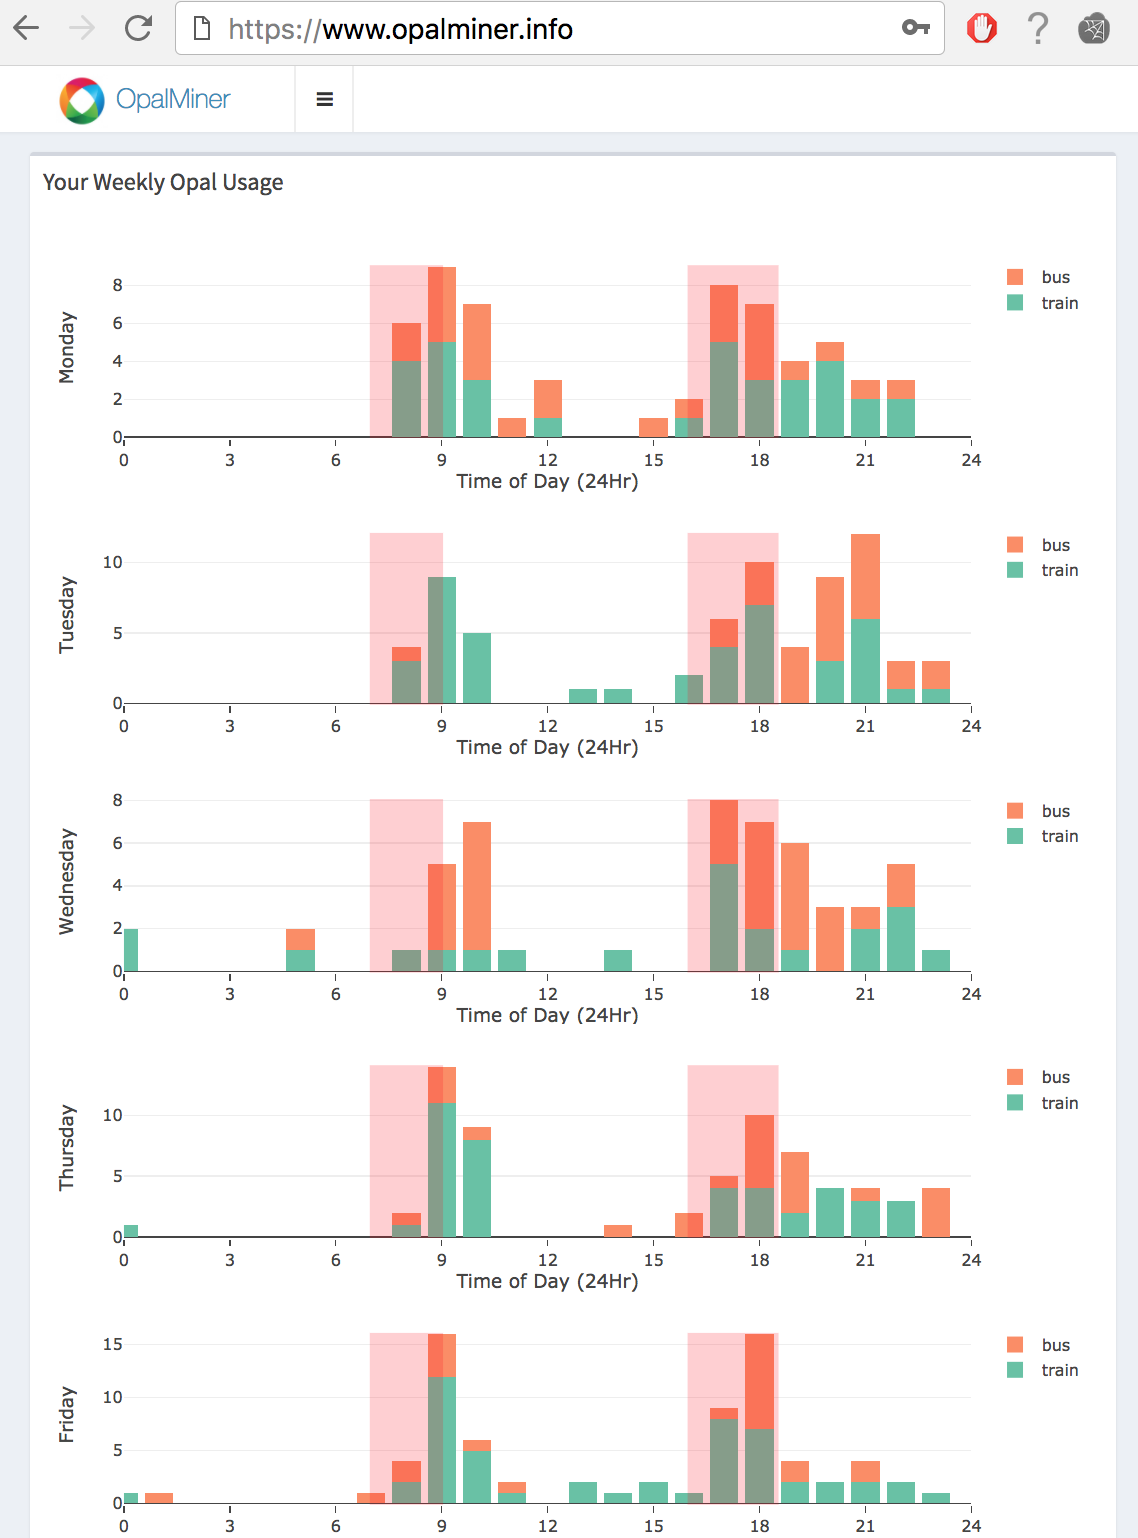 https://www.opalminer.info
OpalMiner
Your Weekly Opal Usage
Monday
8
6
4
2
0
0 3 6 9 12 15 18 21 24
Time of Day (24Hr)
bus
train
Tuesday
10
5
0
0 3 6 9 12 15 18 21 24
Time of Day (24Hr)
bus
train
Wednesday
8
6
4
2
0
0 3 6 9 12 15 18 21 24
Time of Day (24Hr)
bus
train
Thursday
10
5
0
0 3 6 9 12 15 18 21 24
Time of Day (24Hr)
bus
train
Friday
15
10
5
0
0 3 6 9 12 15 18 21 24
bus
train